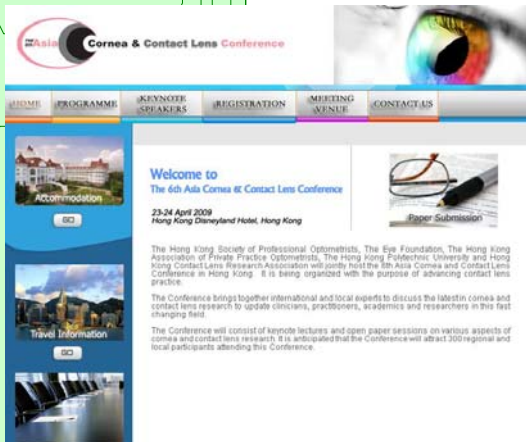 THE 6th Asia Cornea & Contact Lens Conference
HOME PROGRAMME KEYNOTE SPEAKERS REGISTRATION MEETING VENUE CONTACT US
Accommodation
GO
Travel Information
GO
Welcome to
The 6th Asia Cornea & Contact Lens Conference
23-24 April 2009
Hong Kong Disneyland Hotel, Hong Kong
Paper Submission
The Hong Kong Society of Professional Optometrists, The Eye Foundation, The Hong Kong
Association of Private Practice Optometrists, The Hong Kong Polytechnic University and Hong
Kong Contact Lens Research Association will jointly host the 6th Asia Cornea and Contact Lens
Conference in Hong Kong. It is being organized with the purpose of advancing contact lens
practice.
The Conference brings together international and local experts to discuss the latest in cornea and
contact lens research to update clinicians, practitioners, academics and researchers in this fast
changing field.
The Conference will consist of keynote lectures and open paper sessions on various aspects of
cornea and contact lens research. It is anticipated that the Conference will attract 300 regional and
local participants attending this Conference.